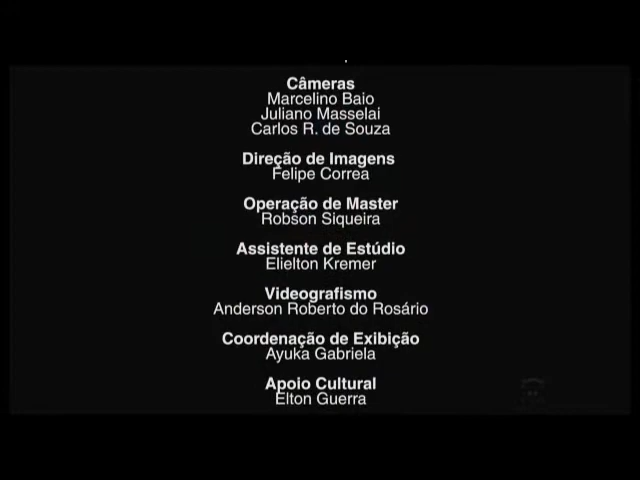 Câmeras
Marcelino Baio
Juliano Masselai
Carlos R. de Souza
Direção de Imagens
Felipe Correa
Operação de Master
Robson Siqueira
Assistente de Estúdio
Elielton Kremer
Videografismo
Anderson Roberto do Rosário
Coordenação de Exibição
Ayuka Gabriela
Apoio Cultural
Elton Guerra